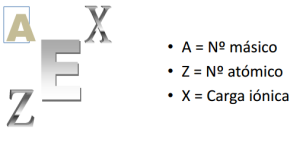 A X
E
Z
• A = Nº másico
• Z = Nº atómico
• X = Carga iónica